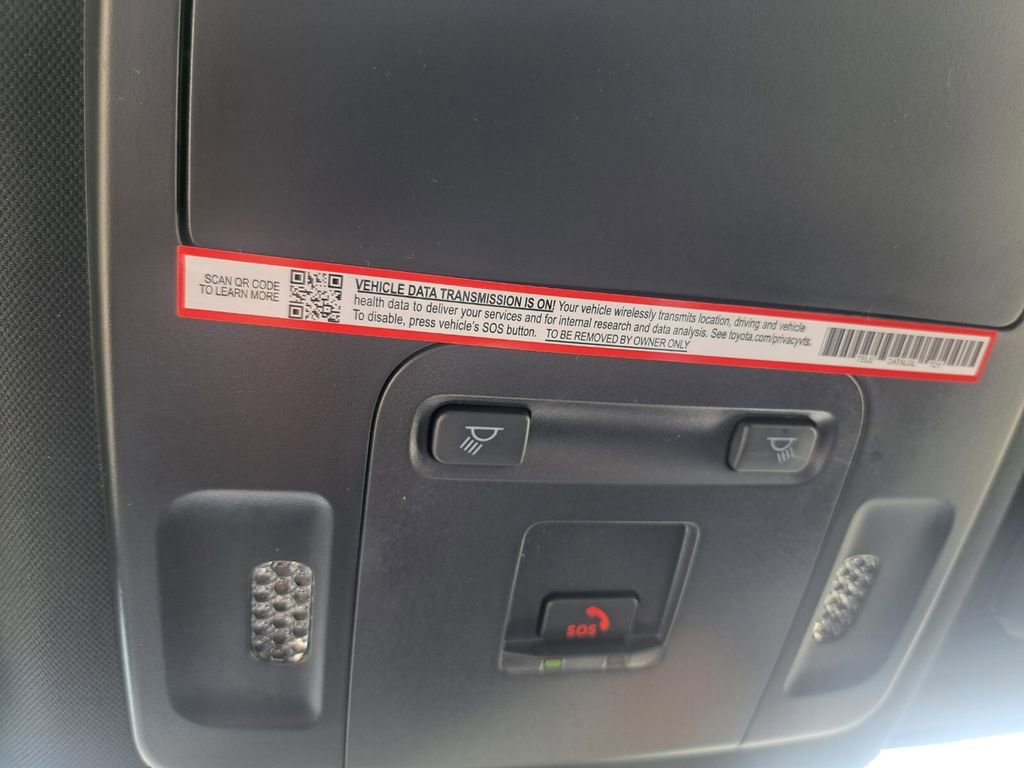 SCAN QR CODE
TO LEARN MORE
VEHICLE DATA TRANSMISSION IS ON! Your vehicle wirelessly transmits location, driving and vehicle
health data to deliver your services and for internal research and data analysis. See toyota.com/privacyvts.
To disable, press vehicle's SOS button. TO BE REMOVED BY OWNER ONLY
SOS